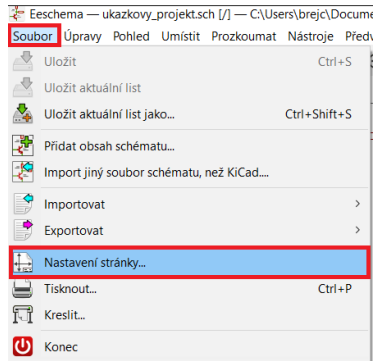 Eeschema — ukazkovy_projekt.sch [/] — C:\Users\brejc\Docume
Soubor Úpravy Pohled Umístit Prozkoumat Nástroje Předv
Uložit Ctrl+S
Uložit aktuální list
Uložit aktuální list jako... Ctrl+Shift+S
Přidat obsah schématu...
Import jiný soubor schématu, než KiCad....
Importovat >
Exportovat >
Nastavení stránky...
Tisknout... Ctrl+P
Kreslit...
Konec